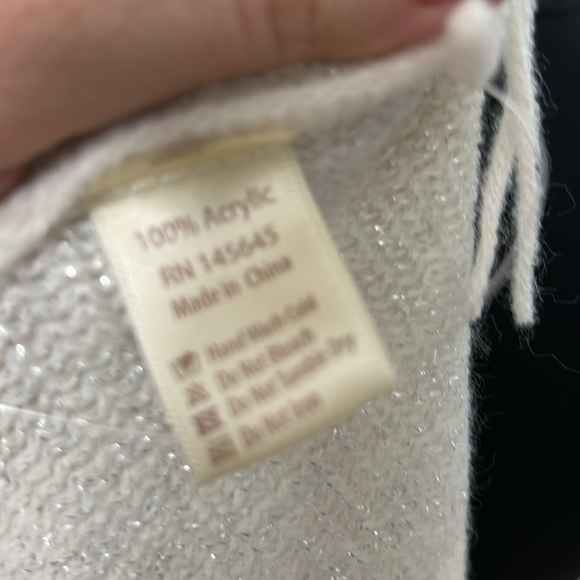 100% Acrylic
RN 145645
Made in China
Hand Wash Cold
Do Not Bleach
Do Not Tumble Dry
Do Not Iron